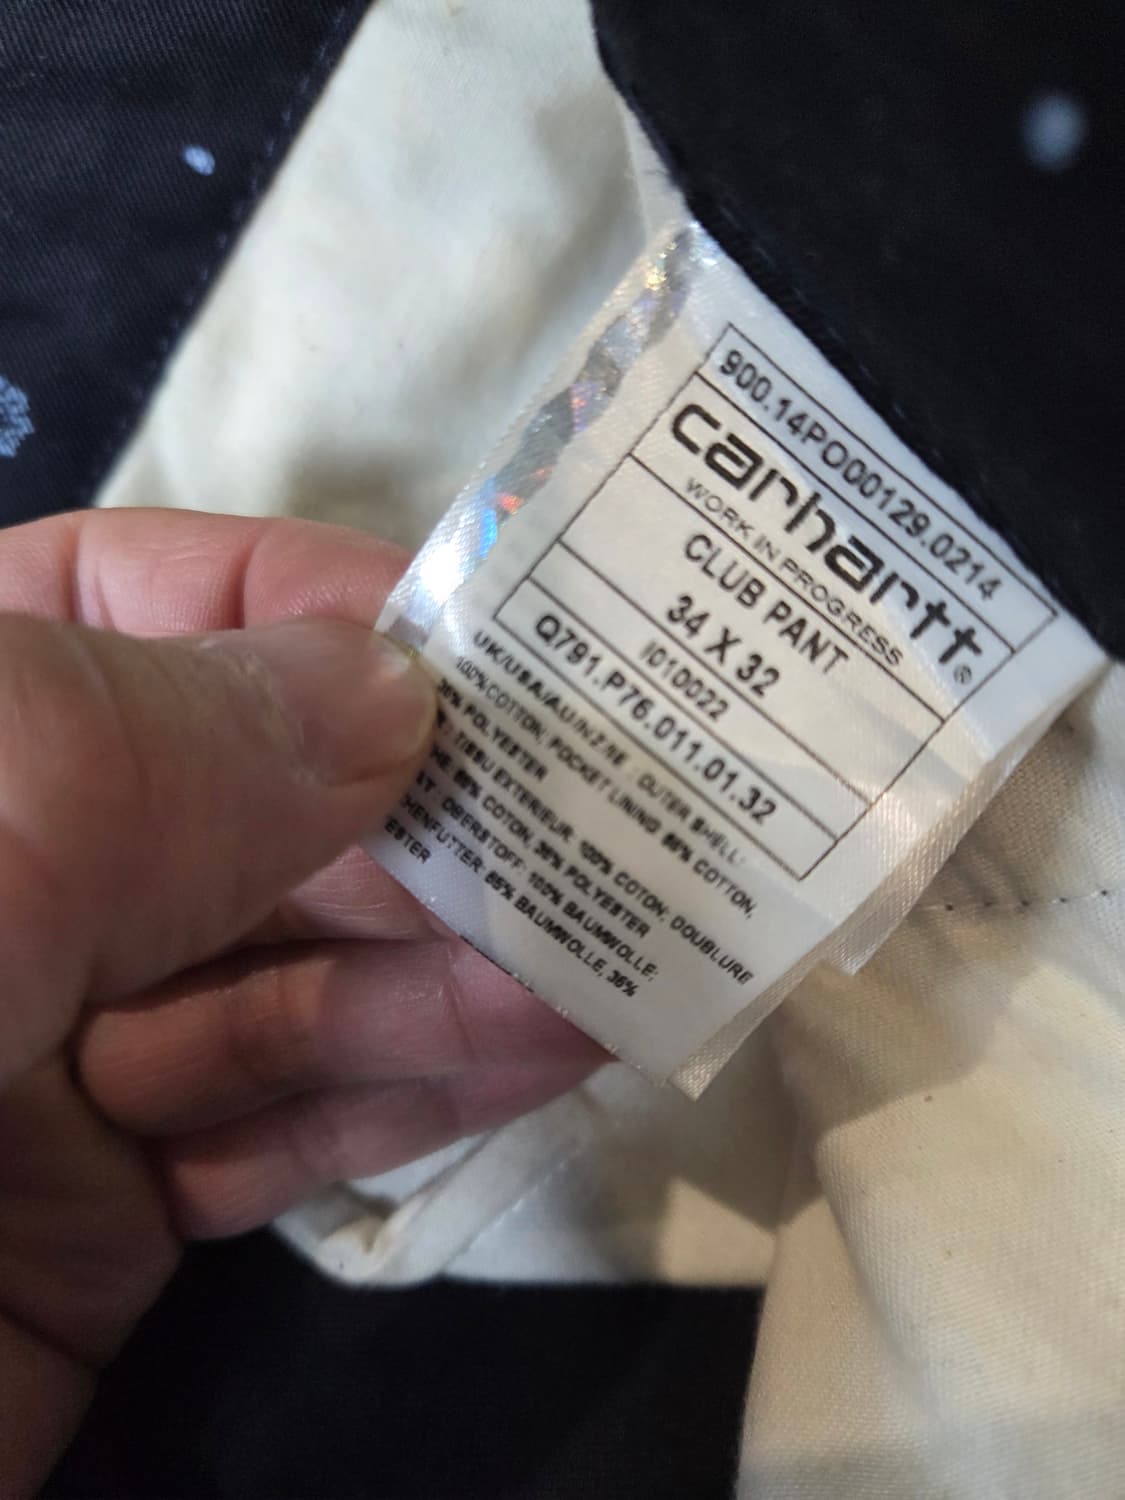 900.14PO00129.0214
carhartt®
WORK IN PROGRESS
CLUB PANT
34 X 32
I010022
Q791.P76.011.01.32
UK/USA/AU/NZ/IE : OUTER SHELL:
100%COTTON, POCKET LINING 65% COTTON,
35% POLYESTER
TISSU EXTERIEUR: 100% COTON; DOUBLURE
65% COTON, 35% POLYESTER
OBERSTOFF: 100% BAUMWOLLE;
HENFUTTER: 65% BAUMWOLLE, 35%
ESTER